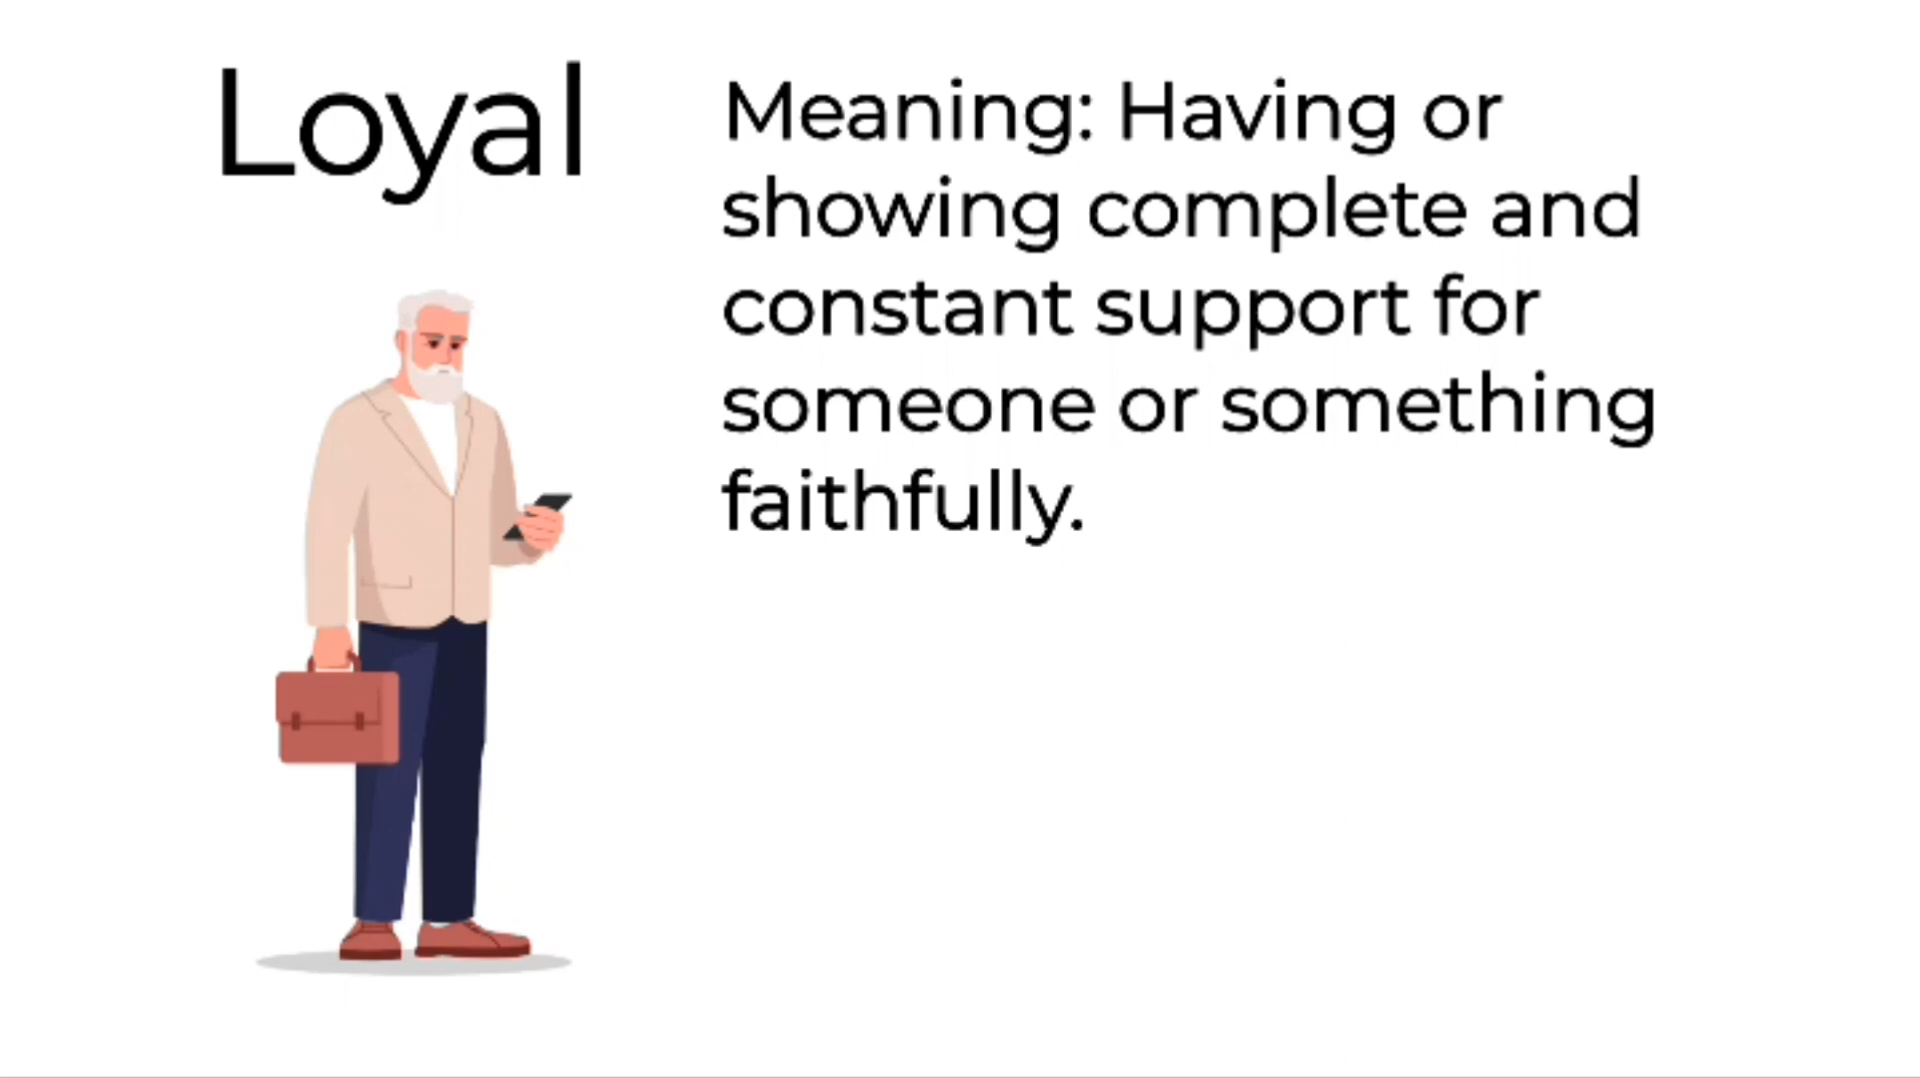 Loyal
Meaning: Having or
showing complete and
constant support for
someone or something
faithfully.